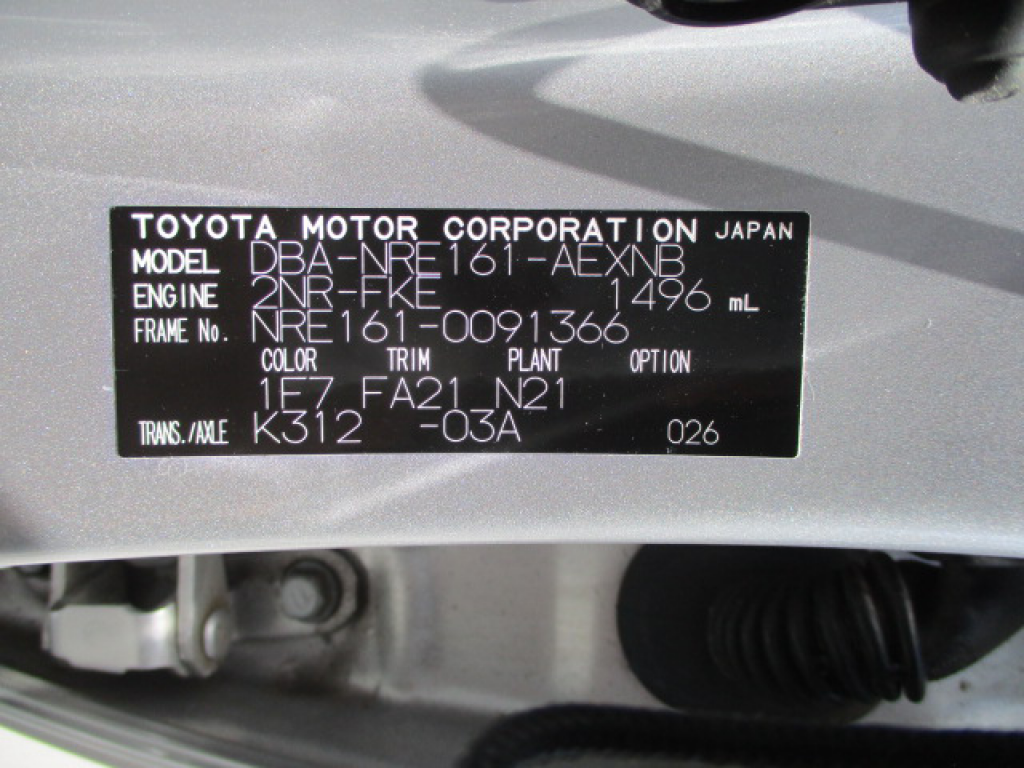 TOYOTA MOTOR CORPORATION JAPAN
MODEL DBA-NRE161-AEXNB
ENGINE 2NR-FKE 1496 mL
FRAME No. NRE161-0091366
COLOR TRIM PLANT OPTION
1F7 FA21 N21
TRANS./AXLE K312 -03A 026